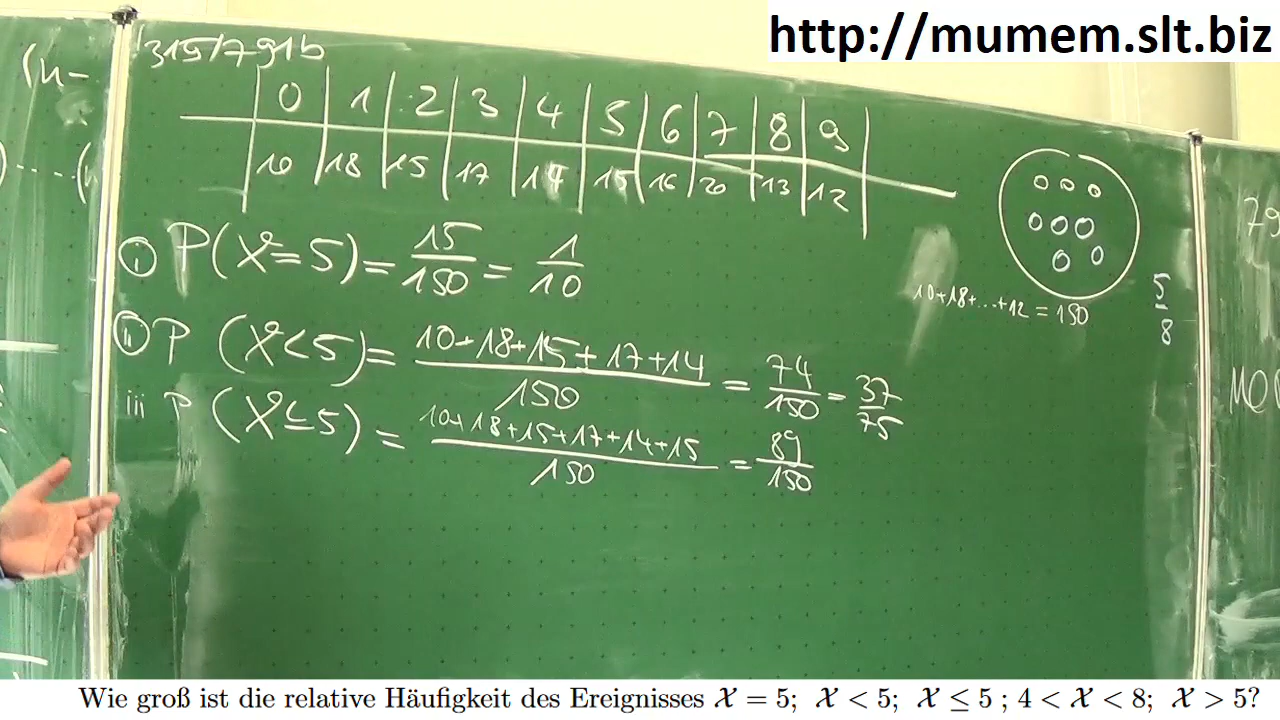 http://mumem.slt.biz
(n-
315/791b
0 1 2 3 4 5 6 7 8 9
10 18 15 17 14 15 16 20 13 12
i) P(X=5) = 15/150 = 1/10
10+18+...+12 = 150
5/8
ii) P (X<5) = 10+18+15+17+14/150 = 74/150 = 37/75
iii P (X≤5) = 10+18+15+17+14+15/150 = 89/150
Wie groß ist die relative Häufigkeit des Ereignisses X = 5; X < 5; X ≤ 5 ; 4 < X < 8; X > 5?